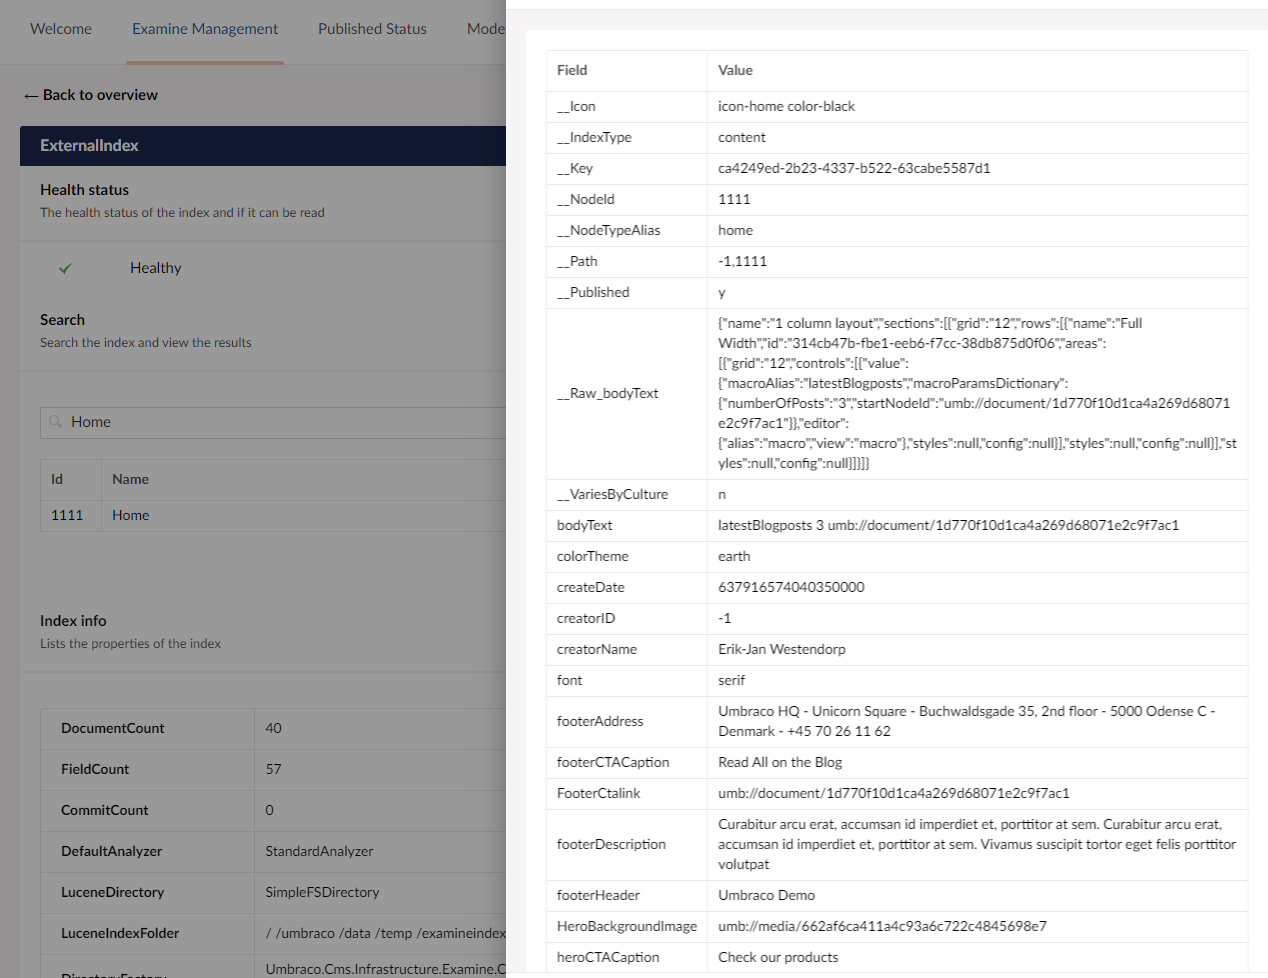 Welcome
Examine Management
Published Status
Mode
← Back to overview
ExternalIndex
Health status
The health status of the index and if it can be read
Healthy
Search
Search the index and view the results
Home
Id Name
1111 Home
Index info
Lists the properties of the index
DocumentCount 40
FieldCount 57
CommitCount 0
DefaultAnalyzer StandardAnalyzer
LuceneDirectory SimpleFSDirectory
LuceneIndexFolder / /umbraco /data /temp /examineindex
DirectoryFactory Umbraco.Cms.Infrastructure.Examine.C
Field Value
__Icon icon-home color-black
__IndexType content
__Key ca4249ed-2b23-4337-b522-63cabe5587d1
__NodeId 1111
__NodeTypeAlias home
__Path -1,1111
__Published y
__Raw_bodyText
{"name":"1 column layout","sections":[{"grid":"12","rows":[{"name":"Full
Width","id":"314cb47b-fbe1-eeb6-f7cc-38db875d0f06","areas":
[{"grid":"12","controls":[{"value":
{"macroAlias":"latestBlogposts","macroParamsDictionary":
{"numberOfPosts":"3","startNodeId":"umb://document/1d770f10d1ca4a269d68071
e2c9f7ac1"}},"editor":
{"alias":"macro","view":"macro"},"styles":null,"config":null}],"styles":null,"config":null}],"st
yles":null,"config":null}]}]}
__VariesByCulture n
bodyText latestBlogposts 3 umb://document/1d770f10d1ca4a269d68071e2c9f7ac1
colorTheme earth
createDate 637916574040350000
creatorID -1
creatorName Erik-Jan Westendorp
font serif
footerAddress
Umbraco HQ - Unicorn Square - Buchwaldsgade 35, 2nd floor - 5000 Odense C -
Denmark - +45 70 26 11 62
footerCTACaption Read All on the Blog
FooterCtalink umb://document/1d770f10d1ca4a269d68071e2c9f7ac1
footerDescription
Curabitur arcu erat, accumsan id imperdiet et, porttitor at sem. Curabitur arcu erat,
accumsan id imperdiet et, porttitor at sem. Vivamus suscipit tortor eget felis porttitor
volutpat
footerHeader Umbraco Demo
HeroBackgroundImage umb://media/662af6ca411a4c93a6c722c4845698e7
heroCTACaption Check our products